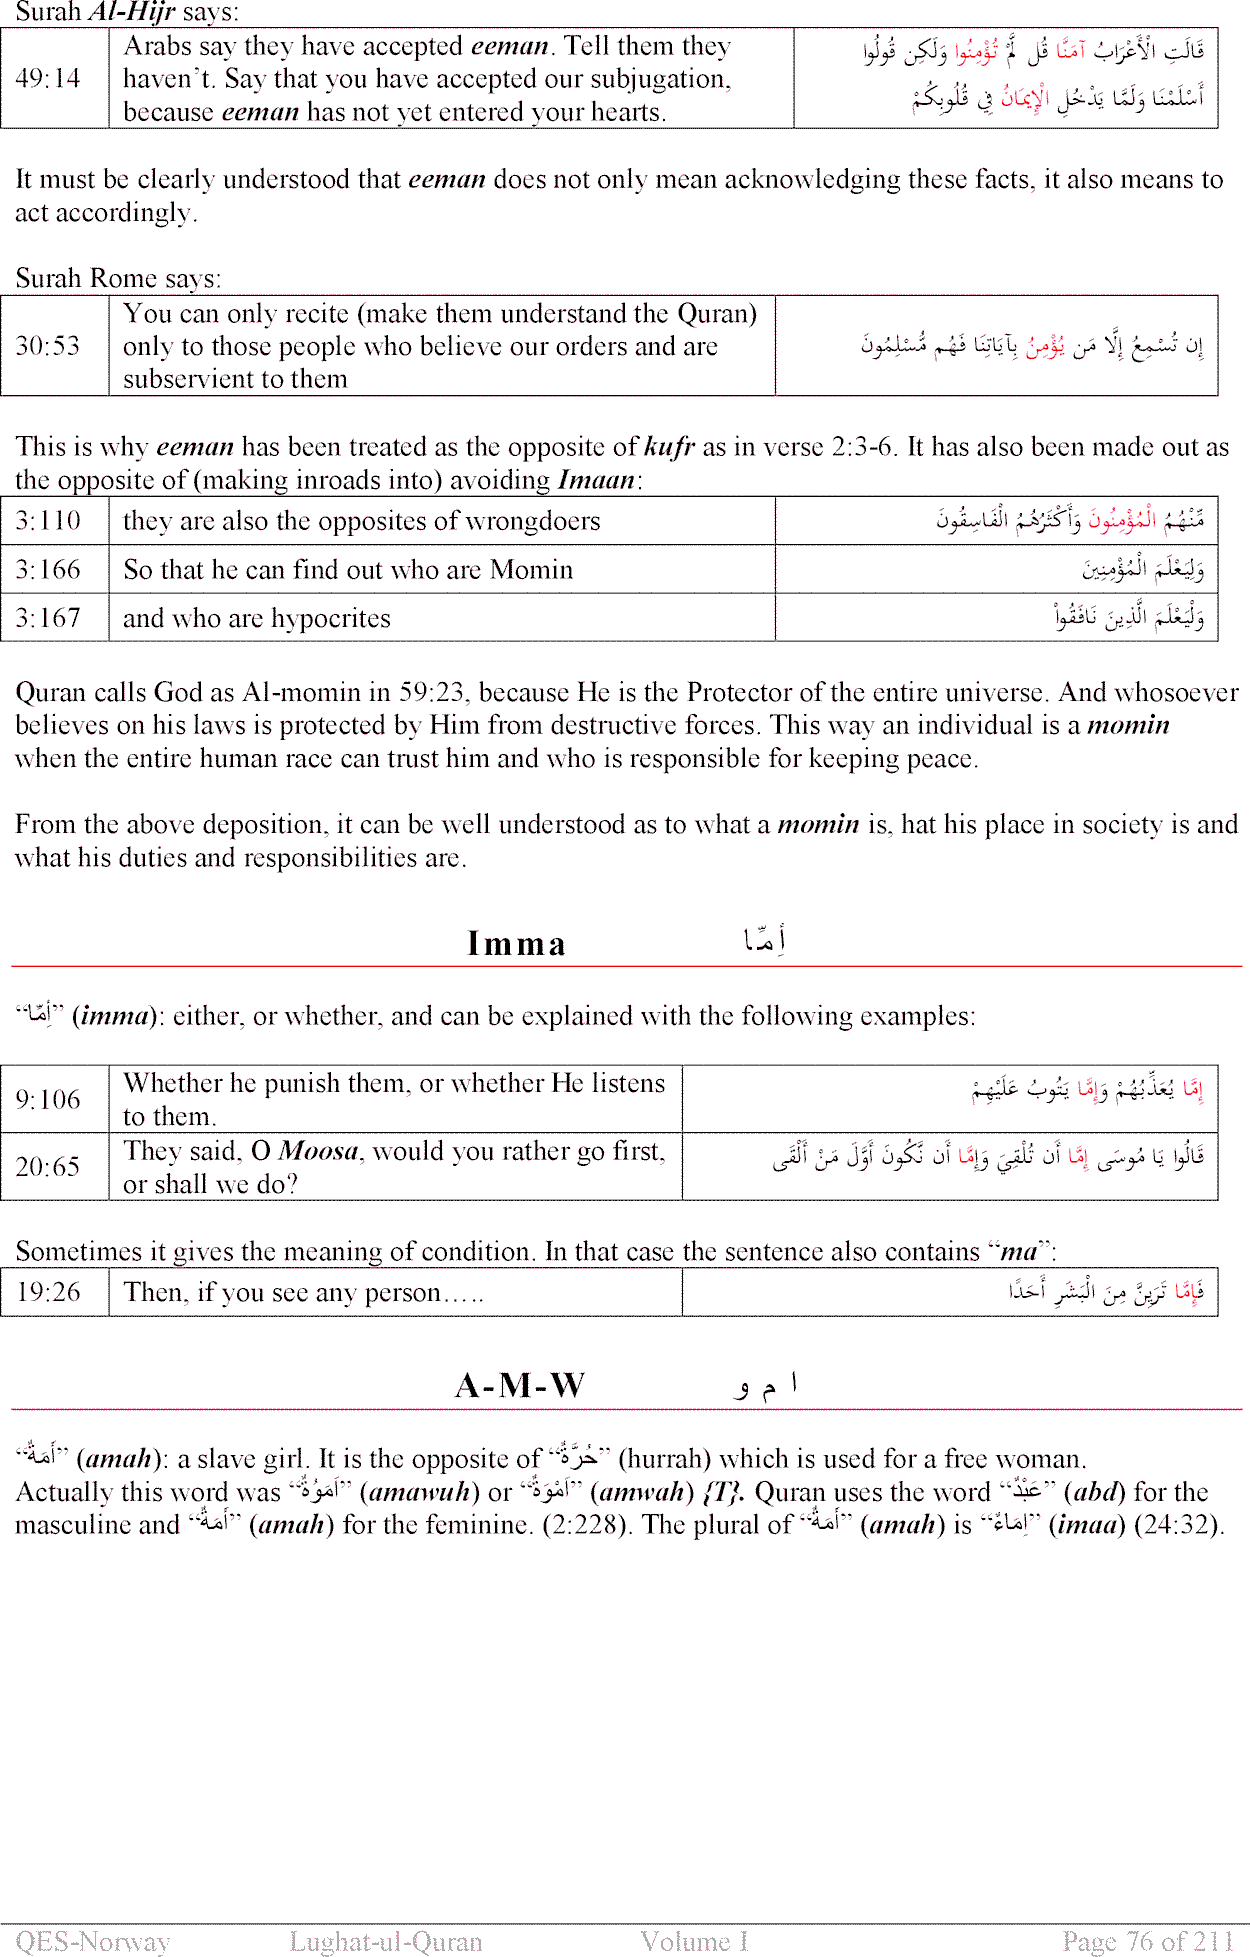 Surah Al-Hijr says:
49:14 Arabs say they have accepted eeman. Tell them they haven't. Say that you have accepted our subjugation, because eeman has not yet entered your hearts.
قَالَتِ الْأَعْرَابُ آمَنَّا قُل لَّمْ تُؤْمِنُوا وَلَكِن قُولُوا
أَسْلَمْنَا وَلَمَّا يَدْخُلِ الْإِيمَانُ فِي قُلُوبِكُمْ
It must be clearly understood that eeman does not only mean acknowledging these facts, it also means to
act accordingly.
Surah Rome says:
30:53 You can only recite (make them understand the Quran) only to those people who believe our orders and are subservient to them
إِن تُسْمِعُ إِلَّا مَن يُؤْمِنُ بِآيَاتِنَا فَهُم مُّسْلِمُونَ
This is why eeman has been treated as the opposite of kufr as in verse 2:3-6. It has also been made out as
the opposite of (making inroads into) avoiding Imaan:
3:110 they are also the opposites of wrongdoers مِّنْهُمُ الْمُؤْمِنُونَ وَأَكْثَرُهُمُ الْفَاسِقُونَ
3:166 So that he can find out who are Momin وَلِيَعْلَمَ الْمُؤْمِنِينَ
3:167 and who are hypocrites وَلْيَعْلَمَ الَّذِينَ نَافَقُواْ
Quran calls God as Al-momin in 59:23, because He is the Protector of the entire universe. And whosoever
believes on his laws is protected by Him from destructive forces. This way an individual is a momin
when the entire human race can trust him and who is responsible for keeping peace.
From the above deposition, it can be well understood as to what a momin is, hat his place in society is and
what his duties and responsibilities are.
Imma أِمّا
“أِمّا” (imma): either, or whether, and can be explained with the following examples:
9:106 Whether he punish them, or whether He listens to them. إِمَّا يُعَذِّبُهُمْ وَإِمَّا يَتُوبُ عَلَيْهِمْ
20:65 They said, O Moosa, would you rather go first, or shall we do? قَالُوا يَا مُوسَى إِمَّا أَن تُلْقِيَ وَإِمَّا أَن نَّكُونَ أَوَّلَ مَنْ أَلْقَى
Sometimes it gives the meaning of condition. In that case the sentence also contains “ma”:
19:26 Then, if you see any person….. فَإِمَّا تَرَيِنَّ مِنَ الْبَشَرِ أَحَدًا
A-M-W ا م و
“أَمَةٌ” (amah): a slave girl. It is the opposite of “حُرَّةٌ” (hurrah) which is used for a free woman.
Actually this word was “اَمَوُةٌ” (amawuh) or “اَمْوَةٌ” (amwah) {T}. Quran uses the word “عَبْدٌ” (abd) for the
masculine and “أَمَةٌ” (amah) for the feminine. (2:228). The plural of “أَمَةٌ” (amah) is “اِمَاءٌ” (imaa) (24:32).
QES-Norway Lughat-ul-Quran Volume I Page 76 of 211